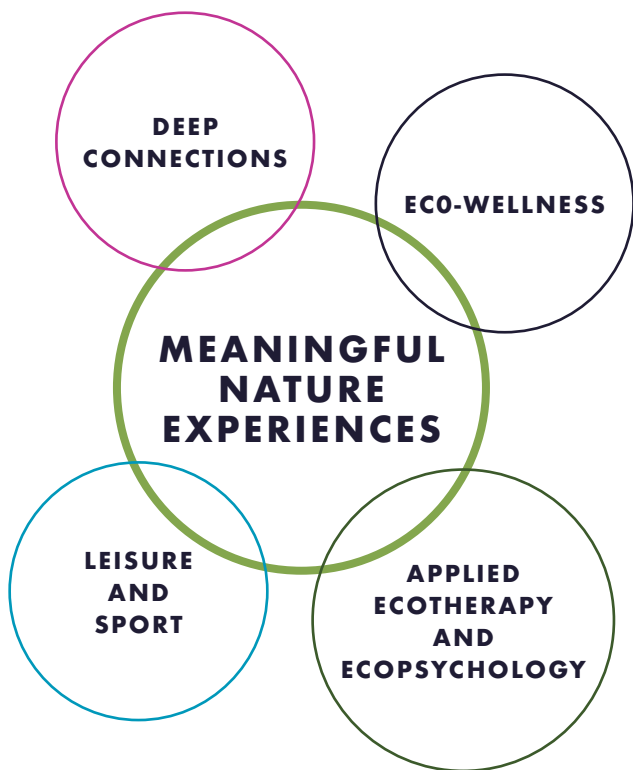 DEEP
CONNECTIONS
EC0-WELLNESS
MEANINGFUL
NATURE
EXPERIENCES
LEISURE
AND
SPORT
APPLIED
ECOTHERAPY
AND
ECOPSYCHOLOGY